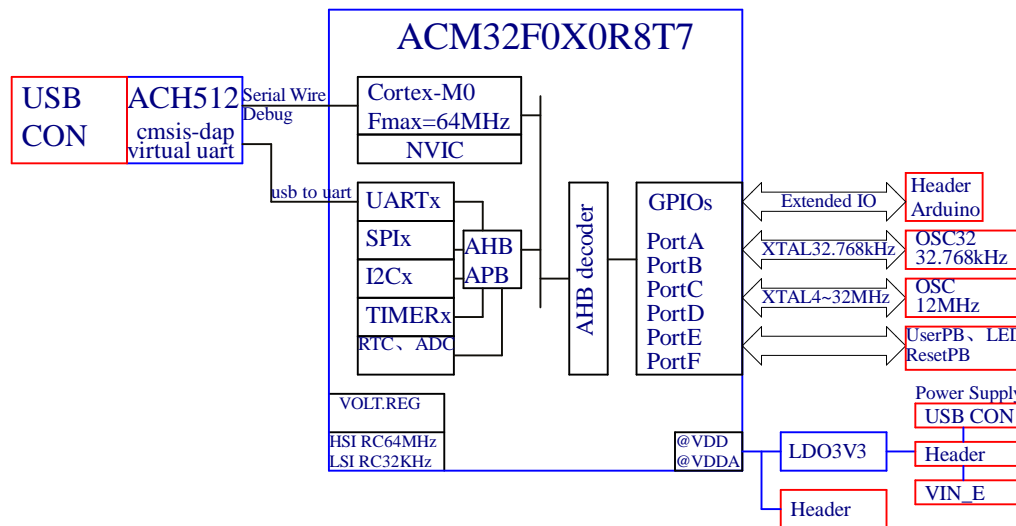 ACM32F0X0R8T7
USB
CON
ACH512
cmsis-dap
virtual uart
Serial Wire
Debug
usb to uart
Cortex-M0
Fmax=64MHz
NVIC
UARTx
SPIx
I2Cx
TIMERx
RTC、ADC
AHB
APB
AHB decoder
GPIOs
PortA
PortB
PortC
PortD
PortE
PortF
Extended IO
XTAL32.768kHz
XTAL4~32MHz
Header
Arduino
OSC32
32.768kHz
OSC
12MHz
UserPB、LED
ResetPB
VOLT.REG
HSI RC64MHz
LSI RC32KHz
@VDD
@VDDA
LDO3V3
Header
Power Supply
USB CON
Header
VIN_E